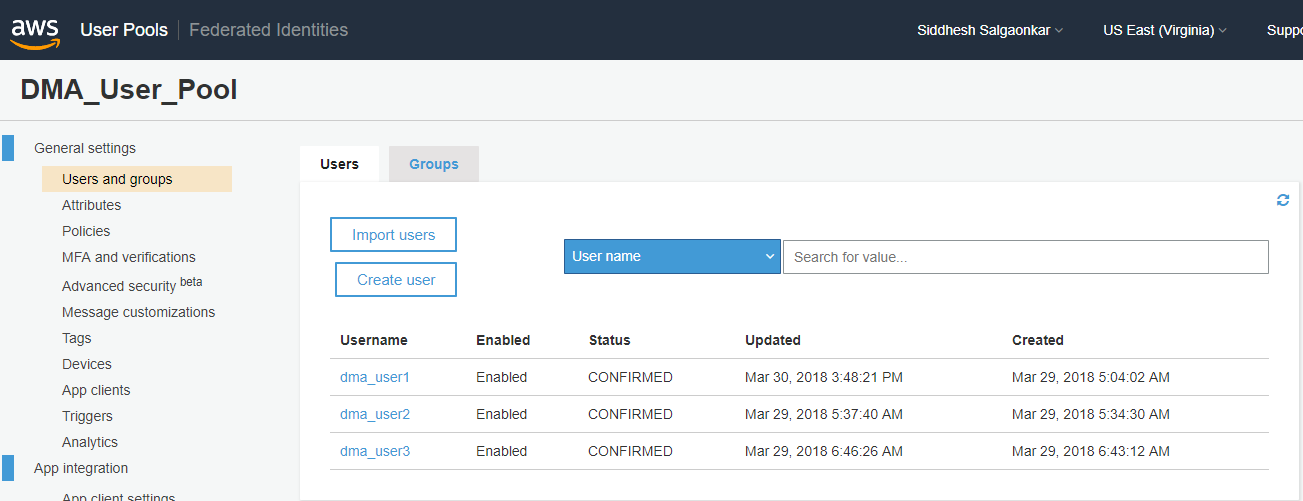 aws User Pools Federated Identities Siddhesh Salgaonkar US East (Virginia) Suppo
DMA_User_Pool
General settings
Users and groups
Attributes
Policies
MFA and verifications
Advanced security beta
Message customizations
Tags
Devices
App clients
Triggers
Analytics
App integration
App client settings
Users Groups
Import users
Create user
User name Search for value...
Username Enabled Status Updated Created
dma_user1 Enabled CONFIRMED Mar 30, 2018 3:48:21 PM Mar 29, 2018 5:04:02 AM
dma_user2 Enabled CONFIRMED Mar 29, 2018 5:37:40 AM Mar 29, 2018 5:34:30 AM
dma_user3 Enabled CONFIRMED Mar 29, 2018 6:46:26 AM Mar 29, 2018 6:43:12 AM